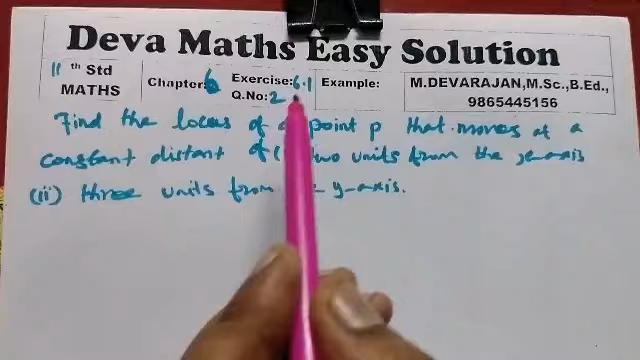 Deva Maths Easy Solution
11th Std
MATHS
Chapter: 6
Exercise: 6.1
Q.No: 2
Example:
M.DEVARAJAN,M.Sc.,B.Ed.,
9865445156
Find the locus of a point P that moves at a
constant distant of (i) two units from the x-axis
(ii) three units from y-axis.